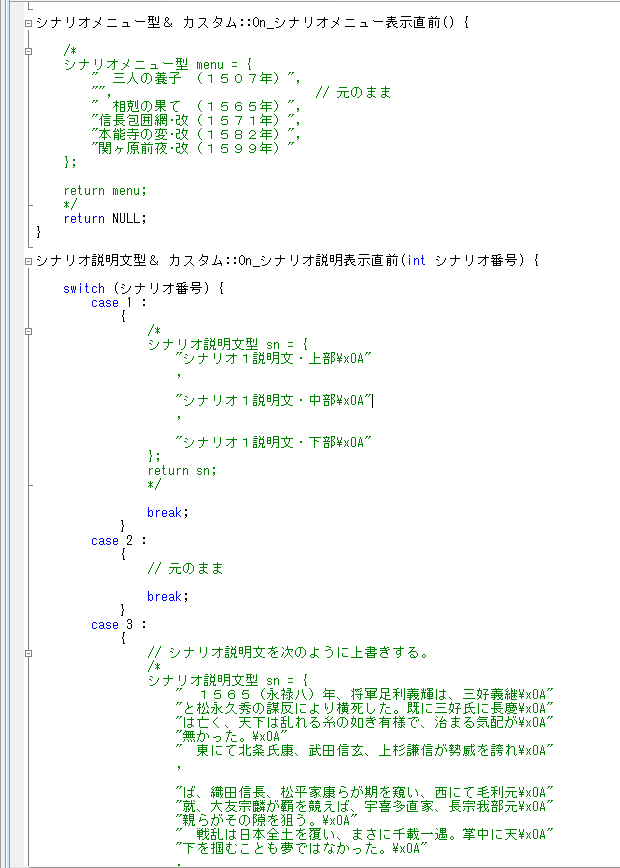 シナリオメニュー型＆ カスタム::On_シナリオメニュー表示直前() {
/*
シナリオメニュー型 menu = {
"　三人の養子　（１５０７年）",
"", // 元のまま
"　相剋の果て　（１５６５年）",
"信長包囲網･改（１５７１年）",
"本能寺の変･改（１５８２年）",
"関ヶ原前夜･改（１５９９年）"
};
return menu;
*/
return NULL;
}
シナリオ説明文型＆ カスタム::On_シナリオ説明表示直前(int シナリオ番号) {
switch (シナリオ番号) {
case 1 :
{
/*
シナリオ説明文型 sn = {
"シナリオ１説明文・上部¥x0A"
,
"シナリオ１説明文・中部¥x0A"
,
"シナリオ１説明文・下部¥x0A"
};
return sn;
*/
break;
}
case 2 :
{
// 元のまま
break;
}
case 3 :
{
// シナリオ説明文を次のように上書きする。
/*
シナリオ説明文型 sn = {
"　１５６５（永禄八）年、将軍足利義輝は、三好義継¥x0A"
"と松永久秀の謀反により横死した。既に三好氏に長慶¥x0A"
"は亡く、天下は乱れる糸の如き有様で、治まる気配が¥x0A"
"無かった。¥x0A"
"　東にて北条氏康、武田信玄、上杉謙信が勢威を誇れ¥x0A"
,
"ば、織田信長、松平家康らが期を窺い、西にて毛利元¥x0A"
"就、大友宗麟が覇を競えば、宇喜多直家、長宗我部元¥x0A"
"親らがその隙を狙う。¥x0A"
"　戦乱は日本全土を覆い、まさに千載一遇。掌中に天¥x0A"
"下を掴むことも夢ではなかった。¥x0A"
,